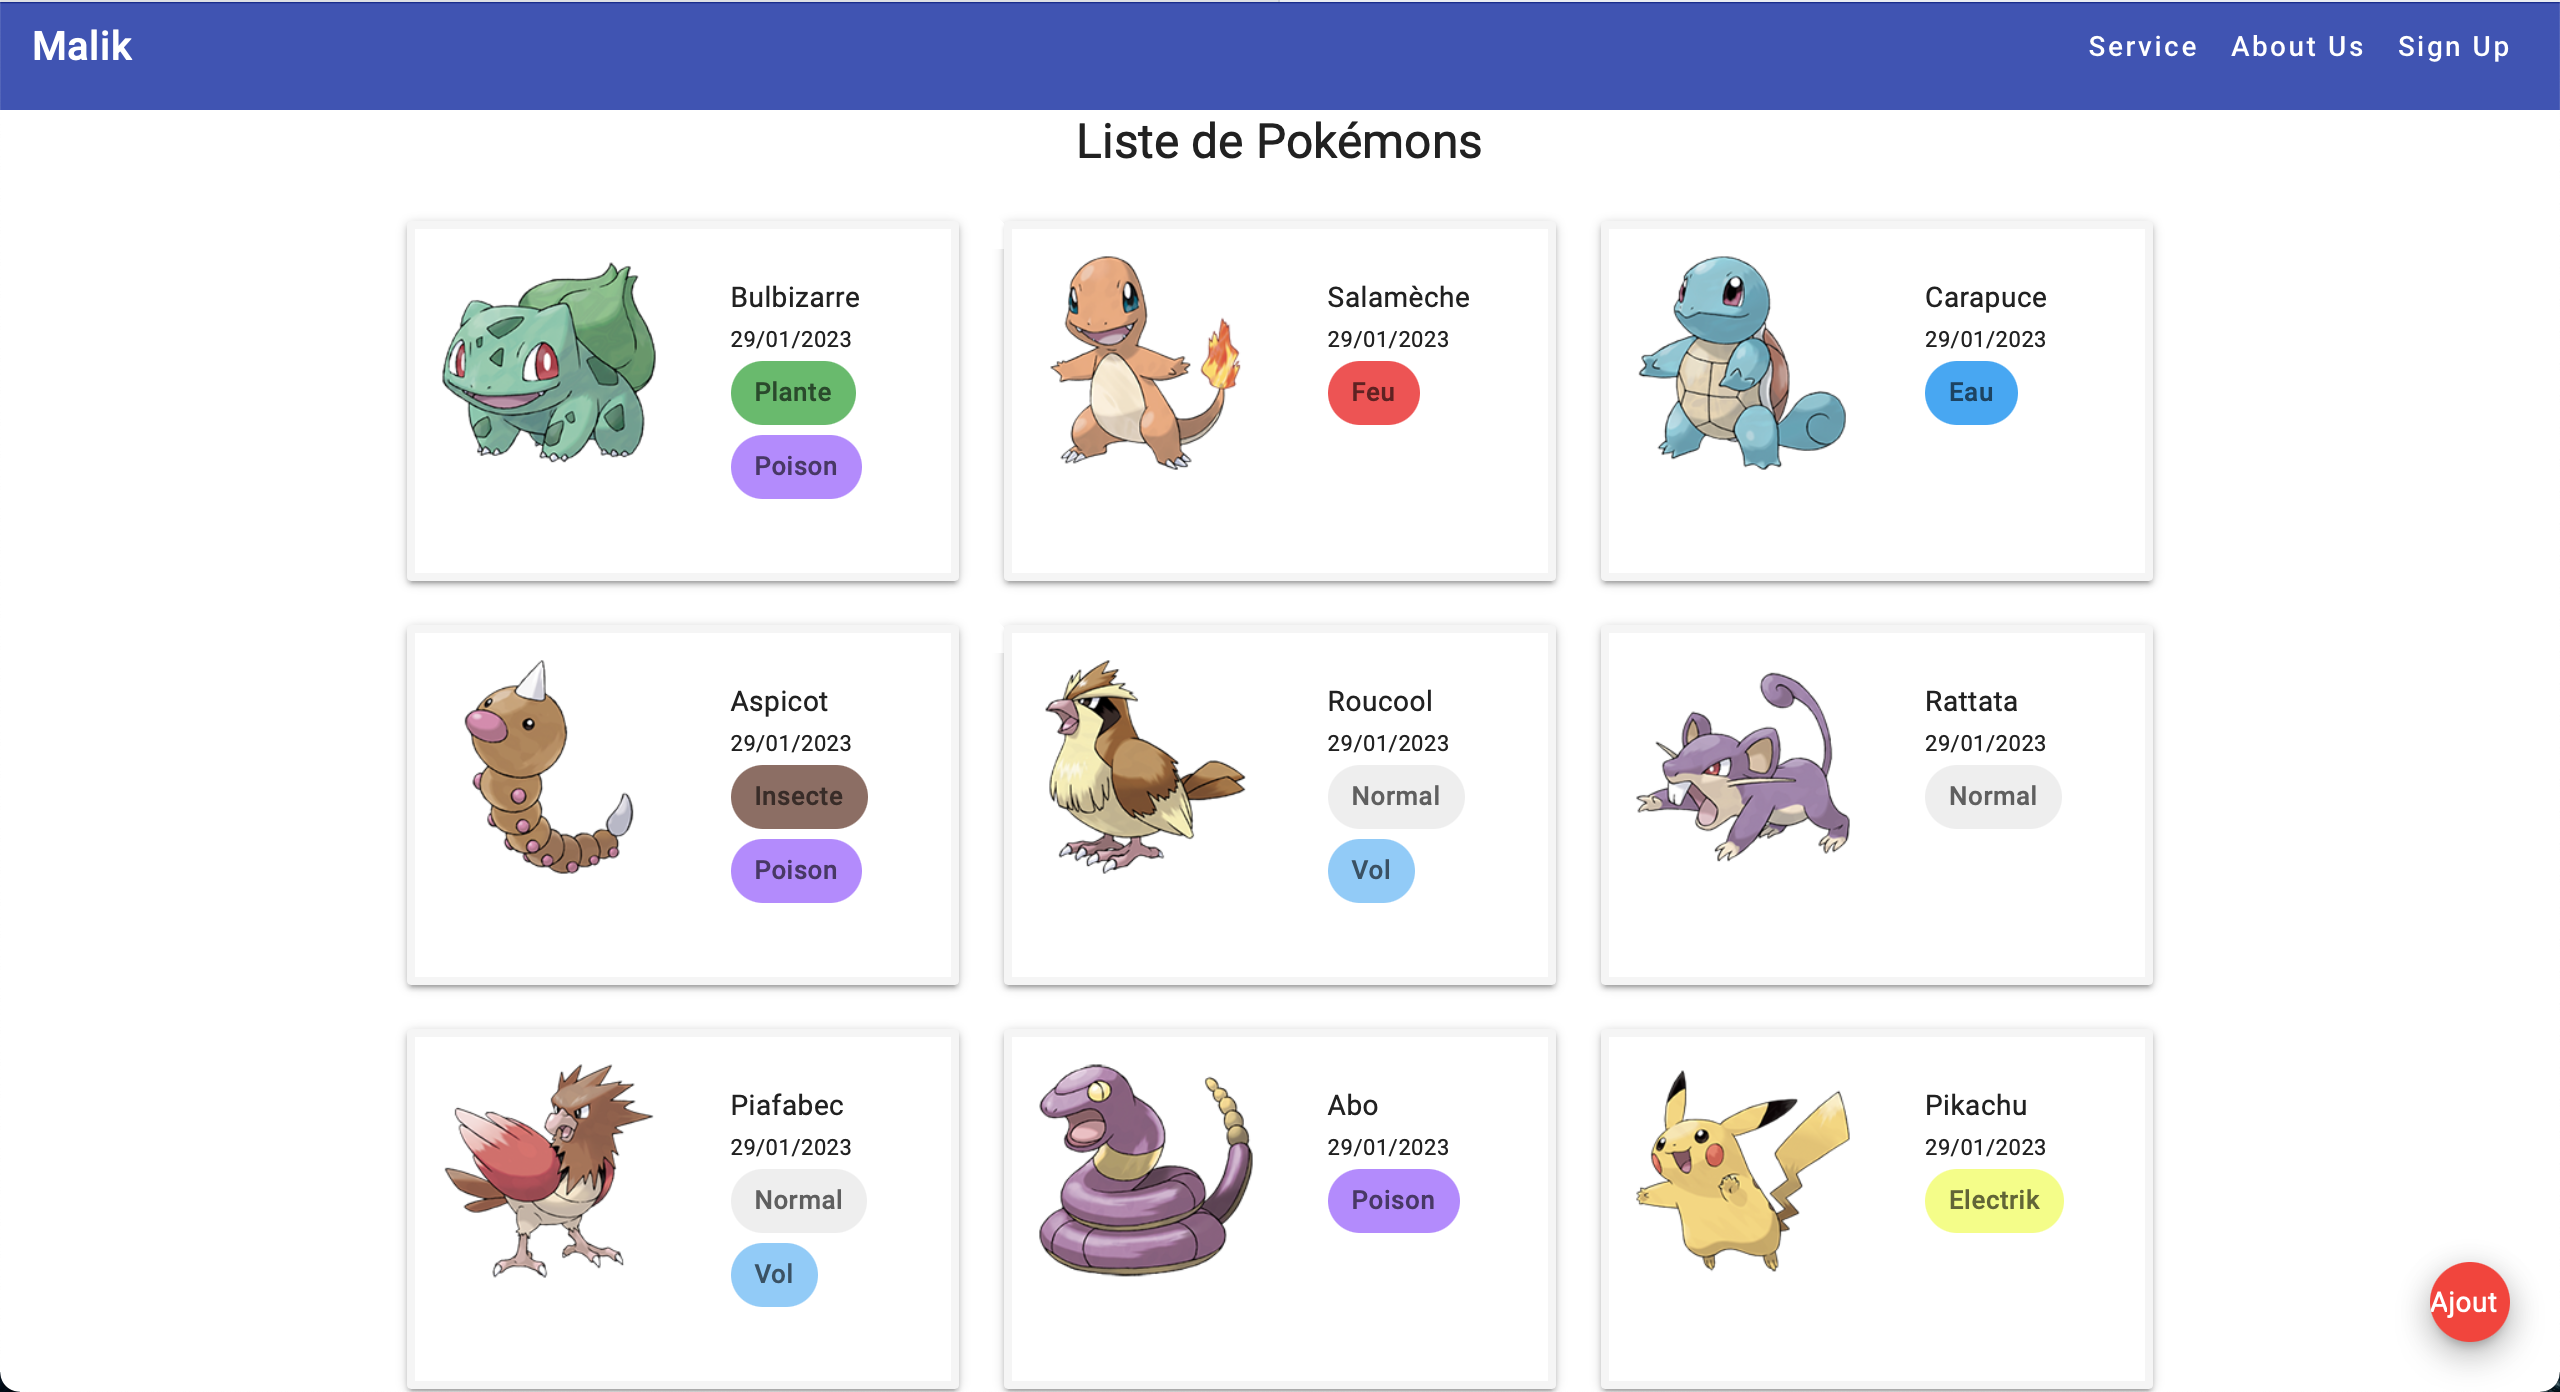 Malik
Service About Us Sign Up
Liste de Pokémons
Bulbizarre
29/01/2023
Plante
Poison
Salamèche
29/01/2023
Feu
Carapuce
29/01/2023
Eau
Aspicot
29/01/2023
Insecte
Poison
Roucool
29/01/2023
Normal
Vol
Rattata
29/01/2023
Normal
Piafabec
29/01/2023
Normal
Vol
Abo
29/01/2023
Poison
Pikachu
29/01/2023
Electrik
Ajout